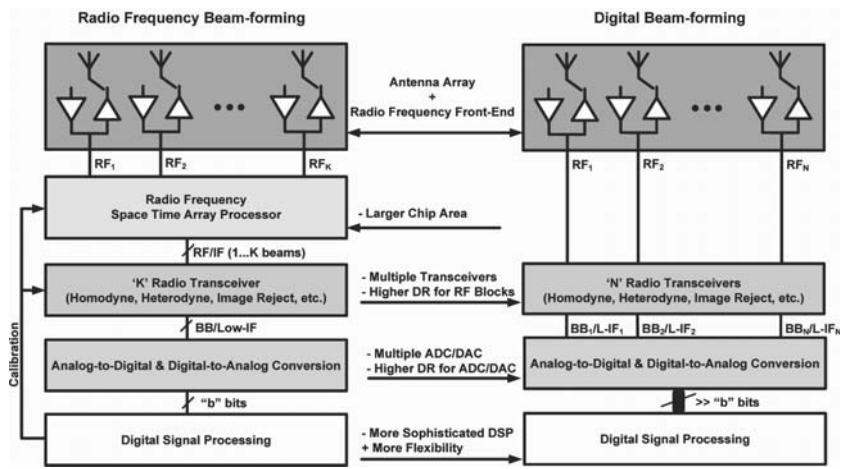 Radio Frequency Beam-forming
Digital Beam-forming
Antenna Array
+
Radio Frequency Front-End
RF1
RF2
RFK
RF1
RF2
RFN
Radio Frequency
Space Time Array Processor
- Larger Chip Area
RF/IF (1...K beams)
'K' Radio Transceiver
(Homodyne, Heterodyne, Image Reject, etc.)
- Multiple Transceivers
- Higher DR for RF Blocks
'N' Radio Transceivers
(Homodyne, Heterodyne, Image Reject, etc.)
BB/Low-IF
BB1/L-IF1
BB2/L-IF2
BBN/L-IFN
Calibration
Analog-to-Digital & Digital-to-Analog Conversion
- Multiple ADC/DAC
- Higher DR for ADC/DAC
Analog-to-Digital & Digital-to-Analog Conversion
"b" bits
>> "b" bits
Digital Signal Processing
- More Sophisticated DSP
+ More Flexibility
Digital Signal Processing